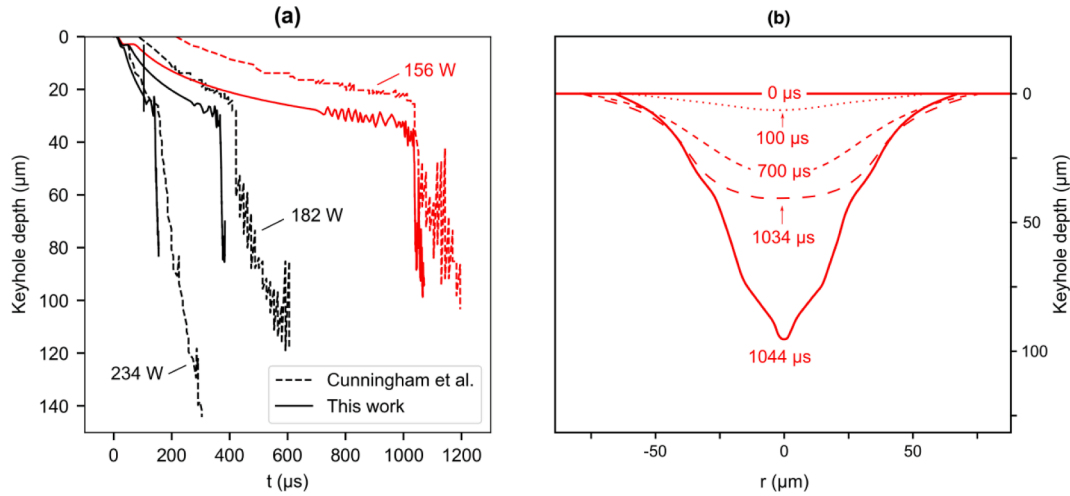 (a)
0
20
40
60
80
100
120
140
Keyhole depth (µm)
0
200
400
600
800
1000
1200
t (µs)
156 W
182 W
234 W
Cunningham et al.
This work
(b)
0 µs
100 µs
700 µs
1034 µs
1044 µs
0
50
100
Keyhole depth (µm)
-50
0
50
r (µm)